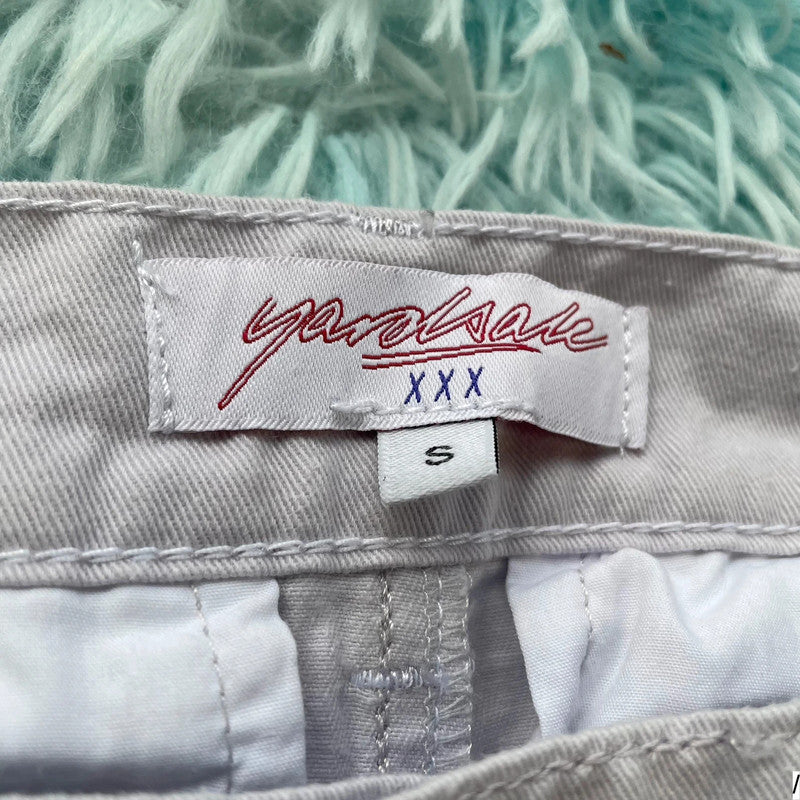 yardsale
XXX
S
/